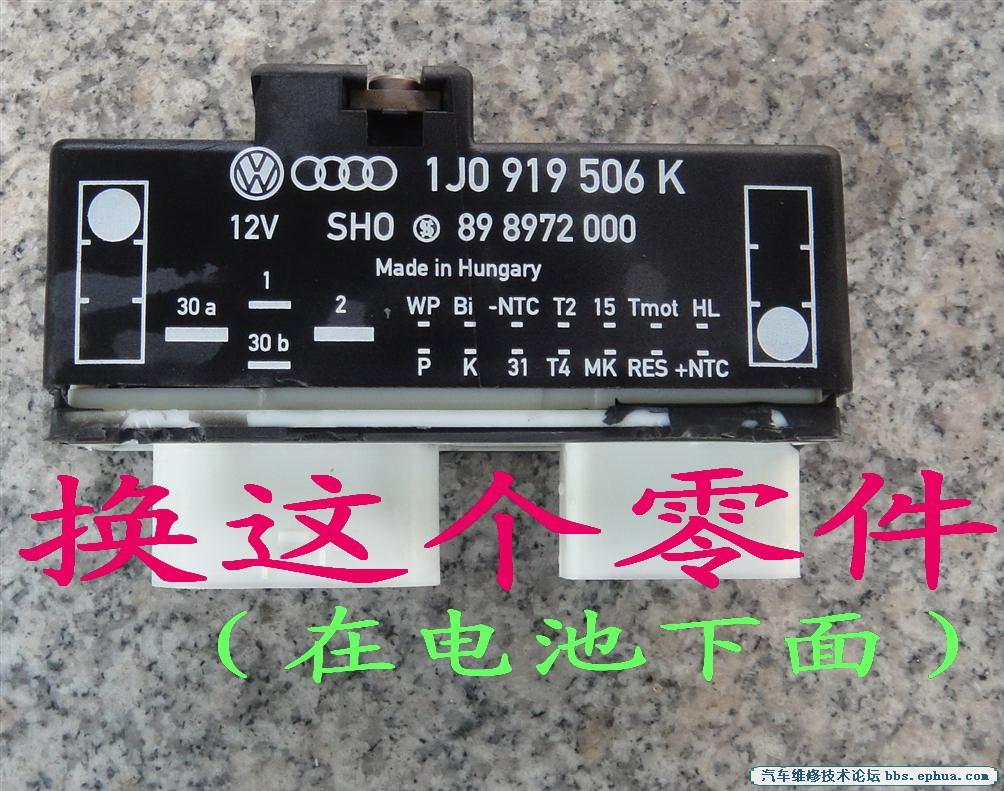 1J0 919 506 K
12V SHO 89 8972 000
Made in Hungary
1
30 a 2 WP Bi -NTC T2 15 Tmot HL
30 b P K 31 T4 MK RES +NTC
换这个零件
（在电池下面）
汽车维修技术论坛 bbs.ephua.com